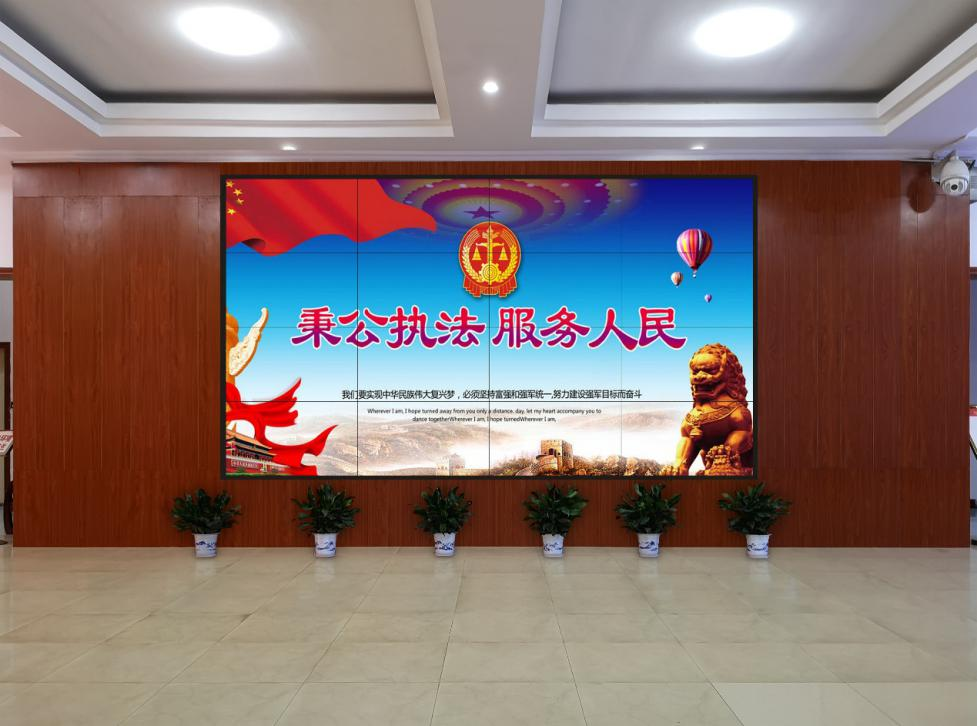 秉公执法 服务人民
我们要实现中华民族伟大复兴梦，必须坚持富强和强军统一,努力建设强军目标而奋斗
Wherever I am, I hope turned away from you only a distance. day, let my heart accompany you to
dance togetherWherever I am, I hope turnedWherever I am,